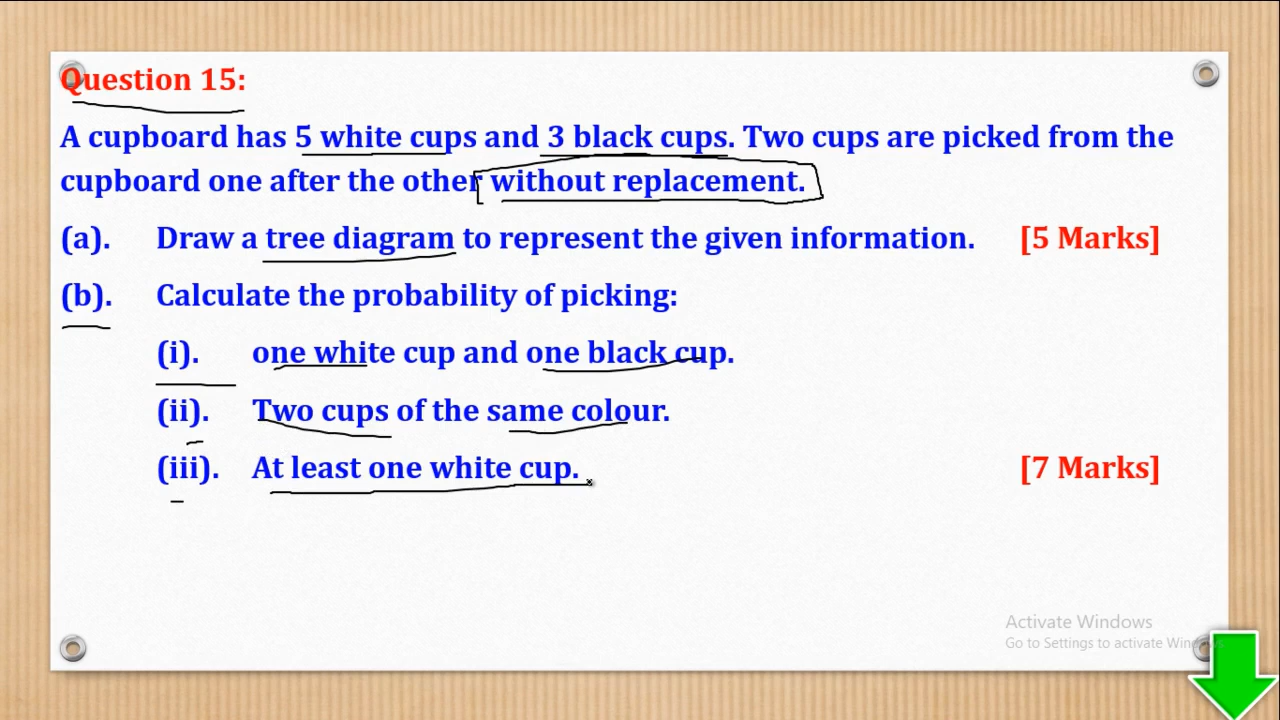 Question 15:
A cupboard has 5 white cups and 3 black cups. Two cups are picked from the
cupboard one after the other without replacement.
(a). Draw a tree diagram to represent the given information. [5 Marks]
(b). Calculate the probability of picking:
(i). one white cup and one black cup.
(ii). Two cups of the same colour.
(iii). At least one white cup. [7 Marks]
Activate Windows
Go to Settings to activate Windows